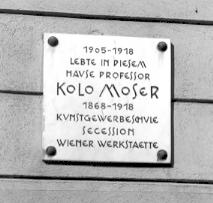 1905-1918
LEBTE IN DIESEM
HAVSE PROFESSOR
KOLO MOSER
1868-1918
KVNSTGEWERBESCHVLE
SECESSION
WIENER WERKSTAETTE